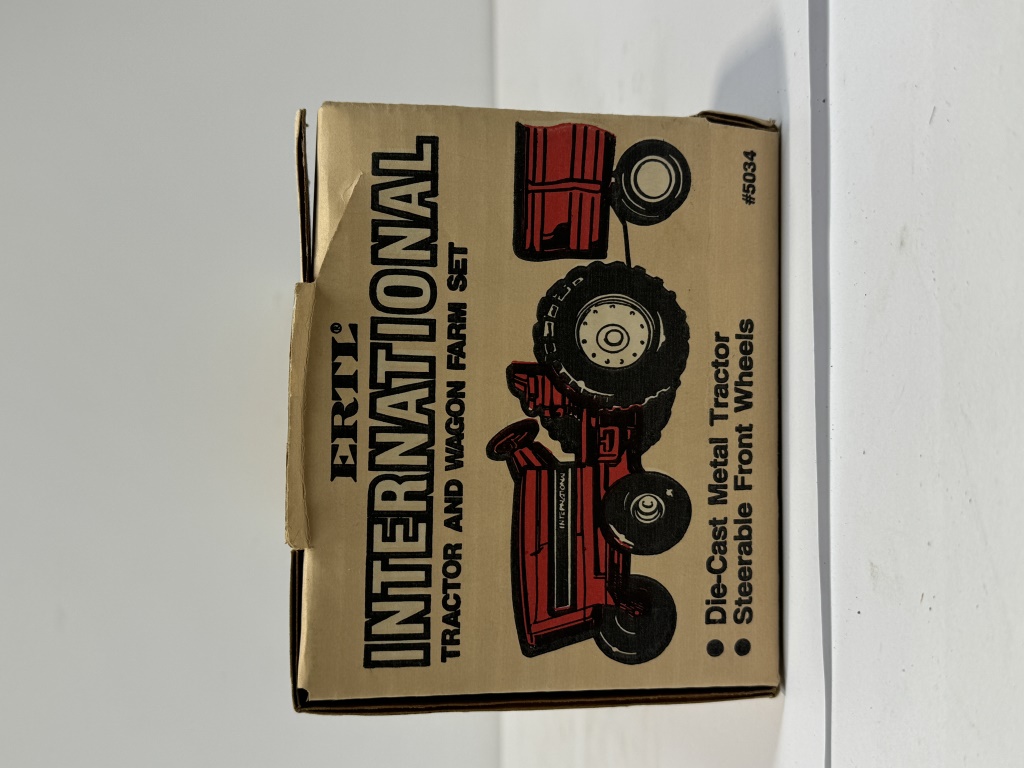 ERTL®
INTERNATIONAL
TRACTOR AND WAGON FARM SET
INTERNATIONAL
● Die-Cast Metal Tractor
● Steerable Front Wheels
#5034